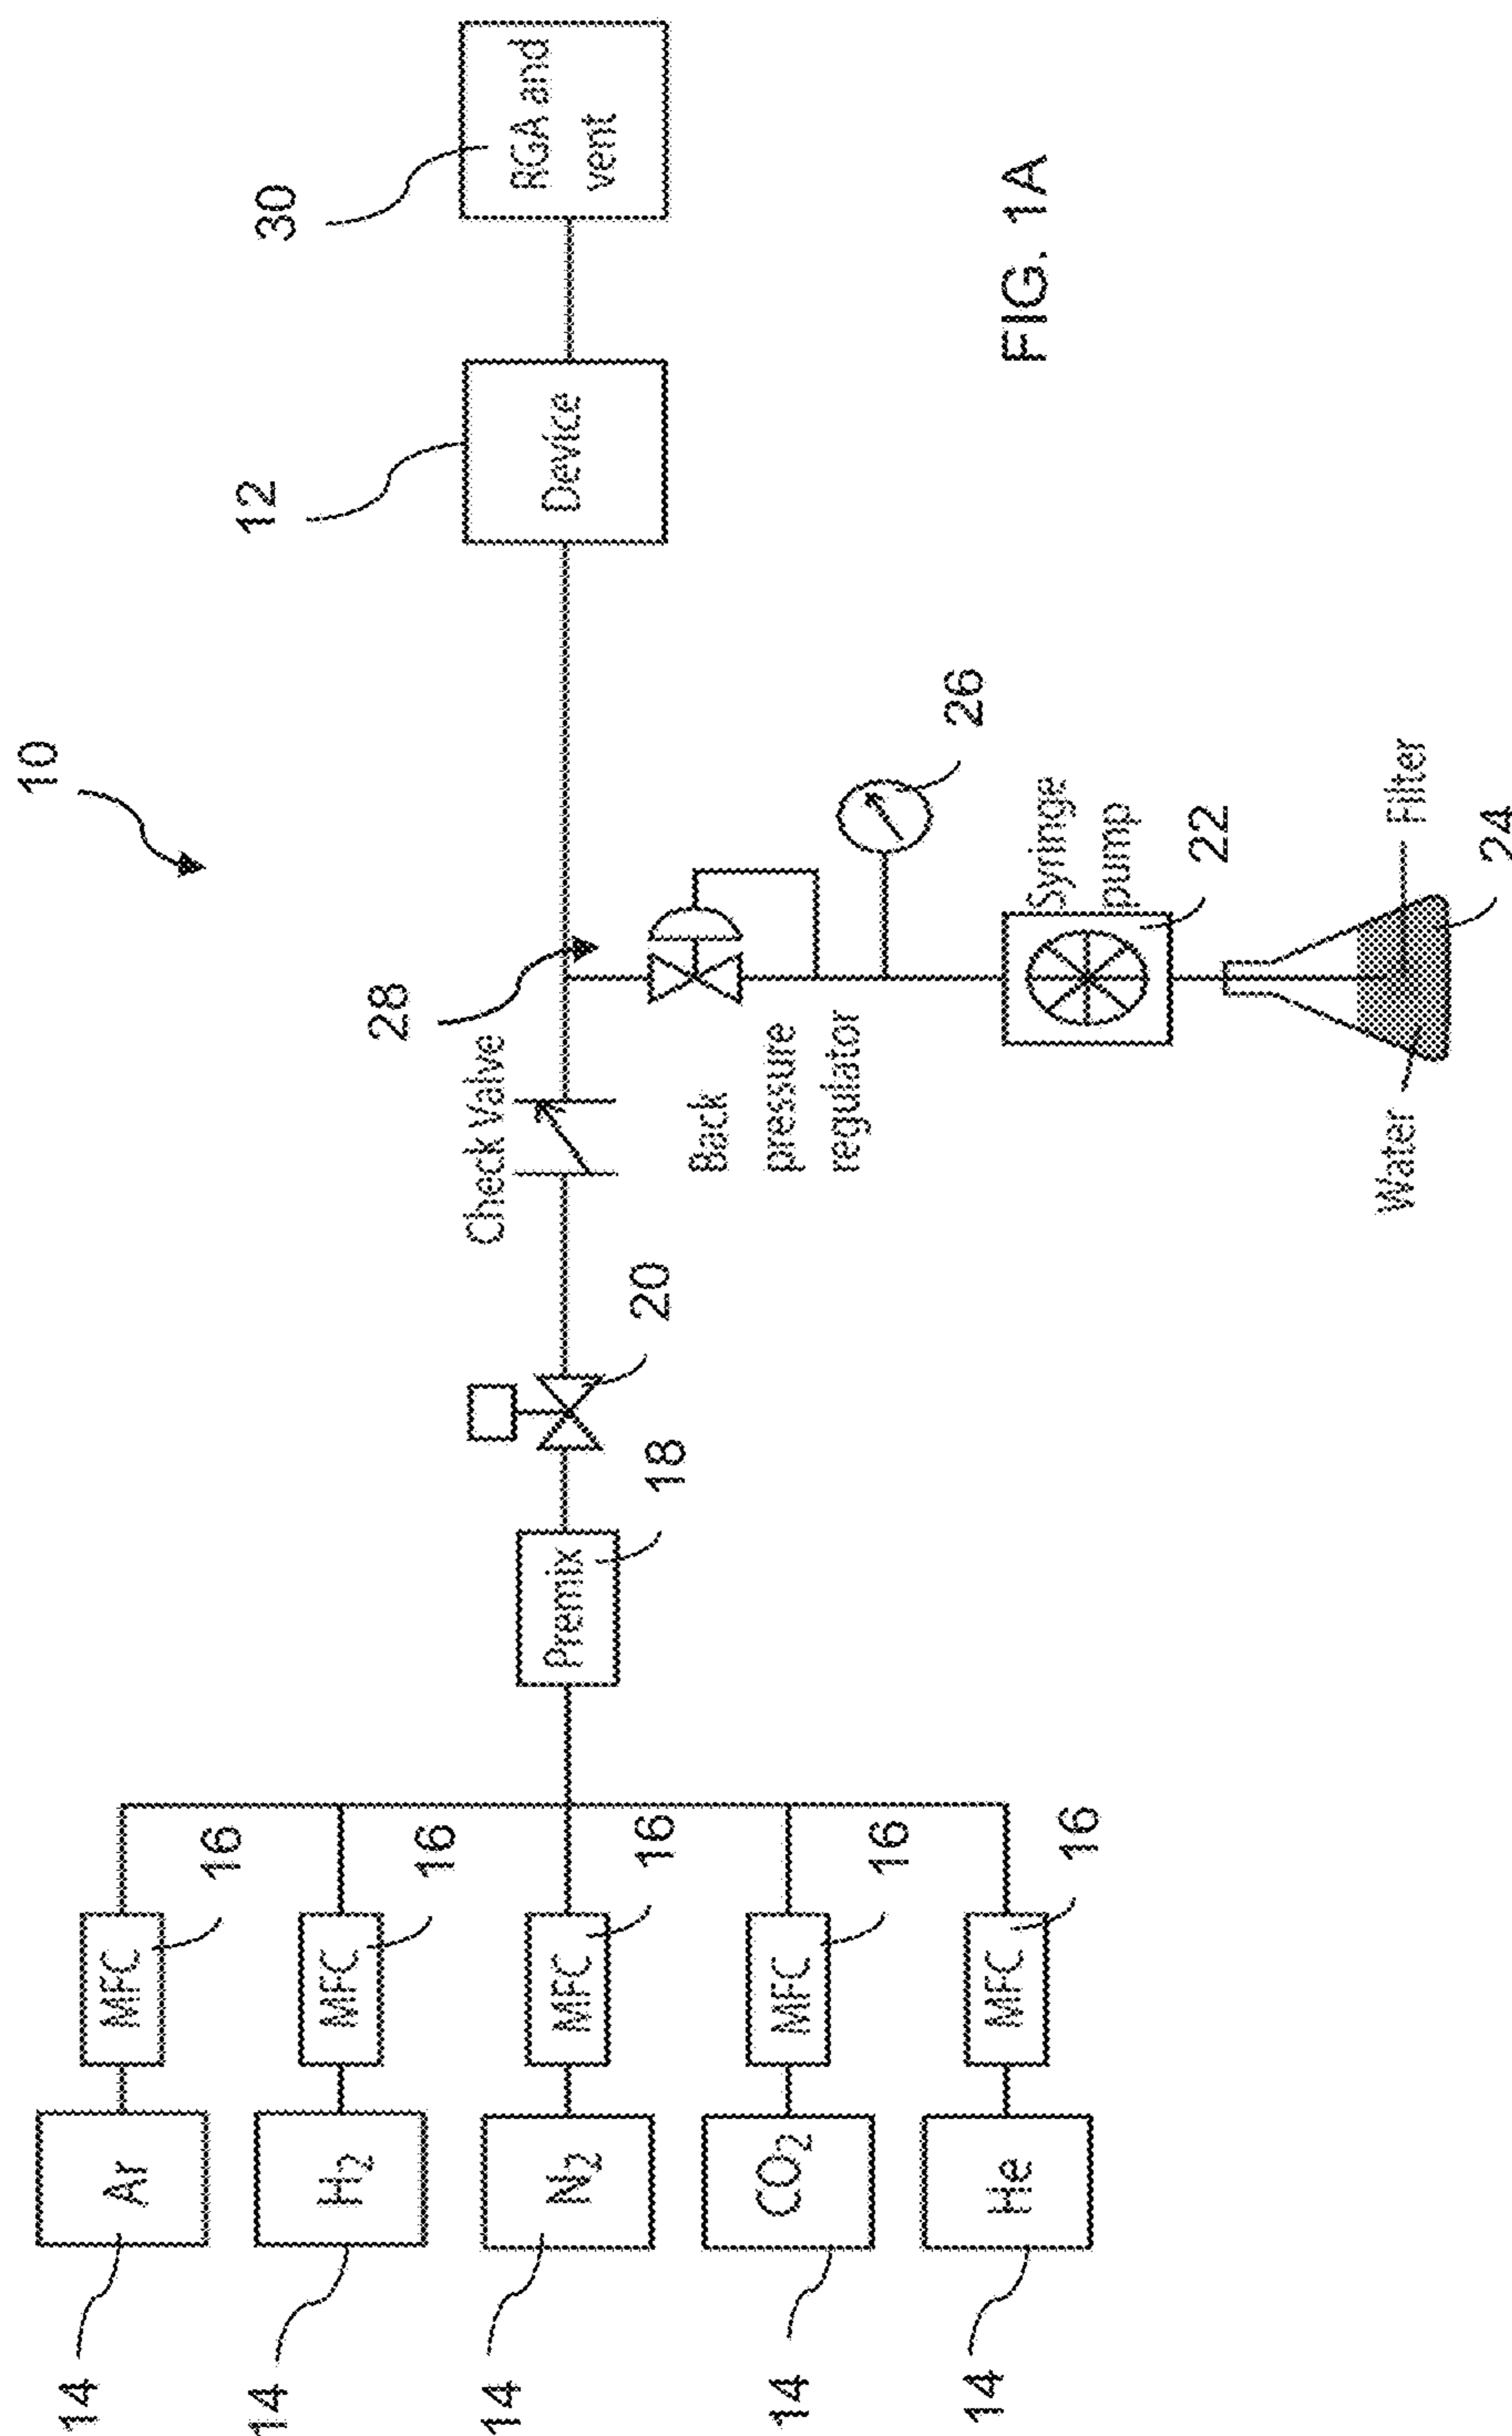 10
14
Ar
MFC
16
14
H₂
MFC
16
14
N₂
MFC
16
14
CO₂
MFC
16
14
He
MFC
16
Premix
18
20
Check Valve
28
Back
pressure
regulator
26
Syringe
pump
22
Water
Filter
24
12
Device
30
RGA and
vent
FIG. 1A